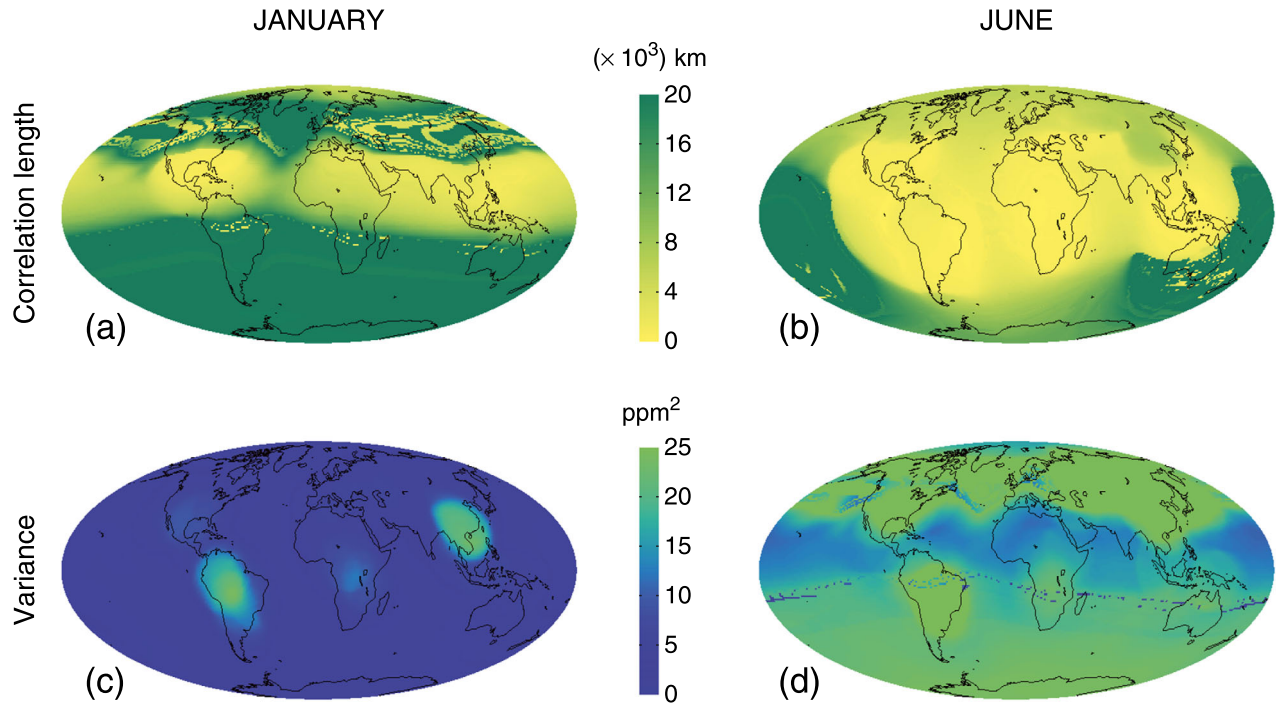 JANUARY
JUNE
(× 10³) km
Correlation length
20
16
12
8
4
0
(a)
(b)
ppm²
Variance
25
20
15
10
5
0
(c)
(d)